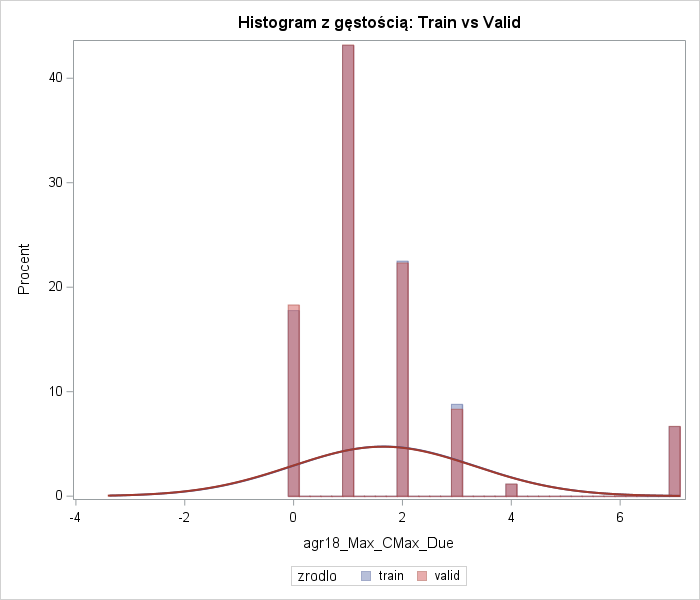 Histogram z gęstością: Train vs Valid
Procent
40
30
20
10
0
-4 -2 0 2 4 6
agr18_Max_CMax_Due
zrodlo train valid